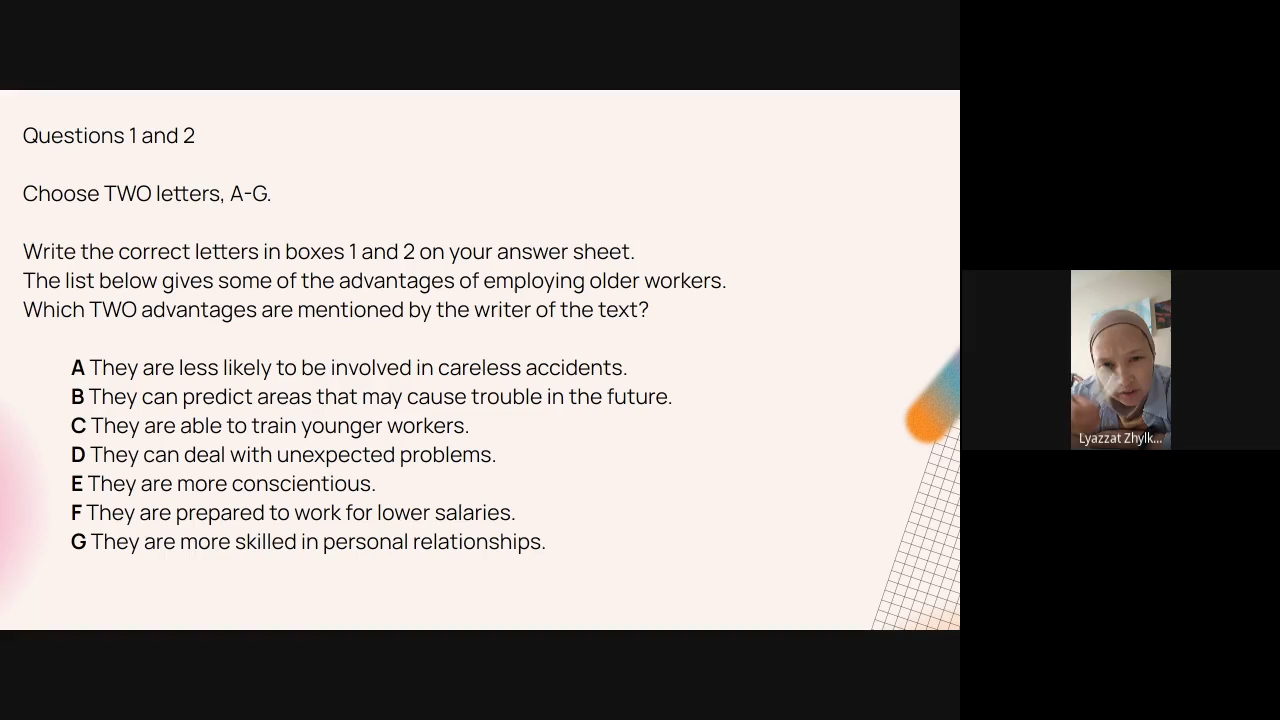 Questions 1 and 2
Choose TWO letters, A-G.
Write the correct letters in boxes 1 and 2 on your answer sheet.
The list below gives some of the advantages of employing older workers.
Which TWO advantages are mentioned by the writer of the text?
A They are less likely to be involved in careless accidents.
B They can predict areas that may cause trouble in the future.
C They are able to train younger workers.
D They can deal with unexpected problems.
E They are more conscientious.
F They are prepared to work for lower salaries.
G They are more skilled in personal relationships.
Lyazzat Zhylk...